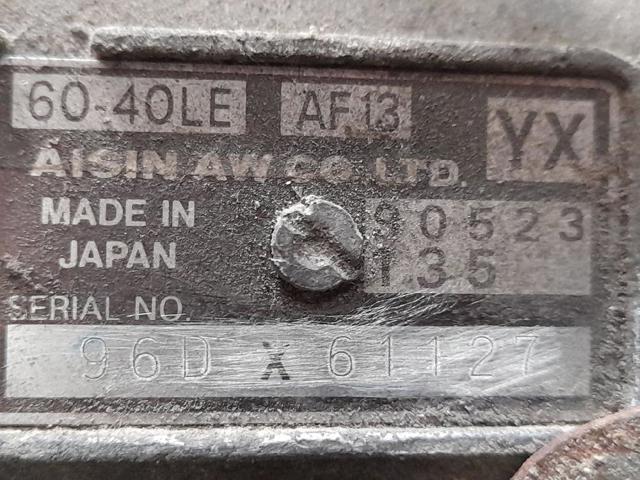 60-40LE AF13 YX
AISIN AW CO., LTD.
MADE IN
JAPAN
90523
135
SERIAL NO.
96D X 61127